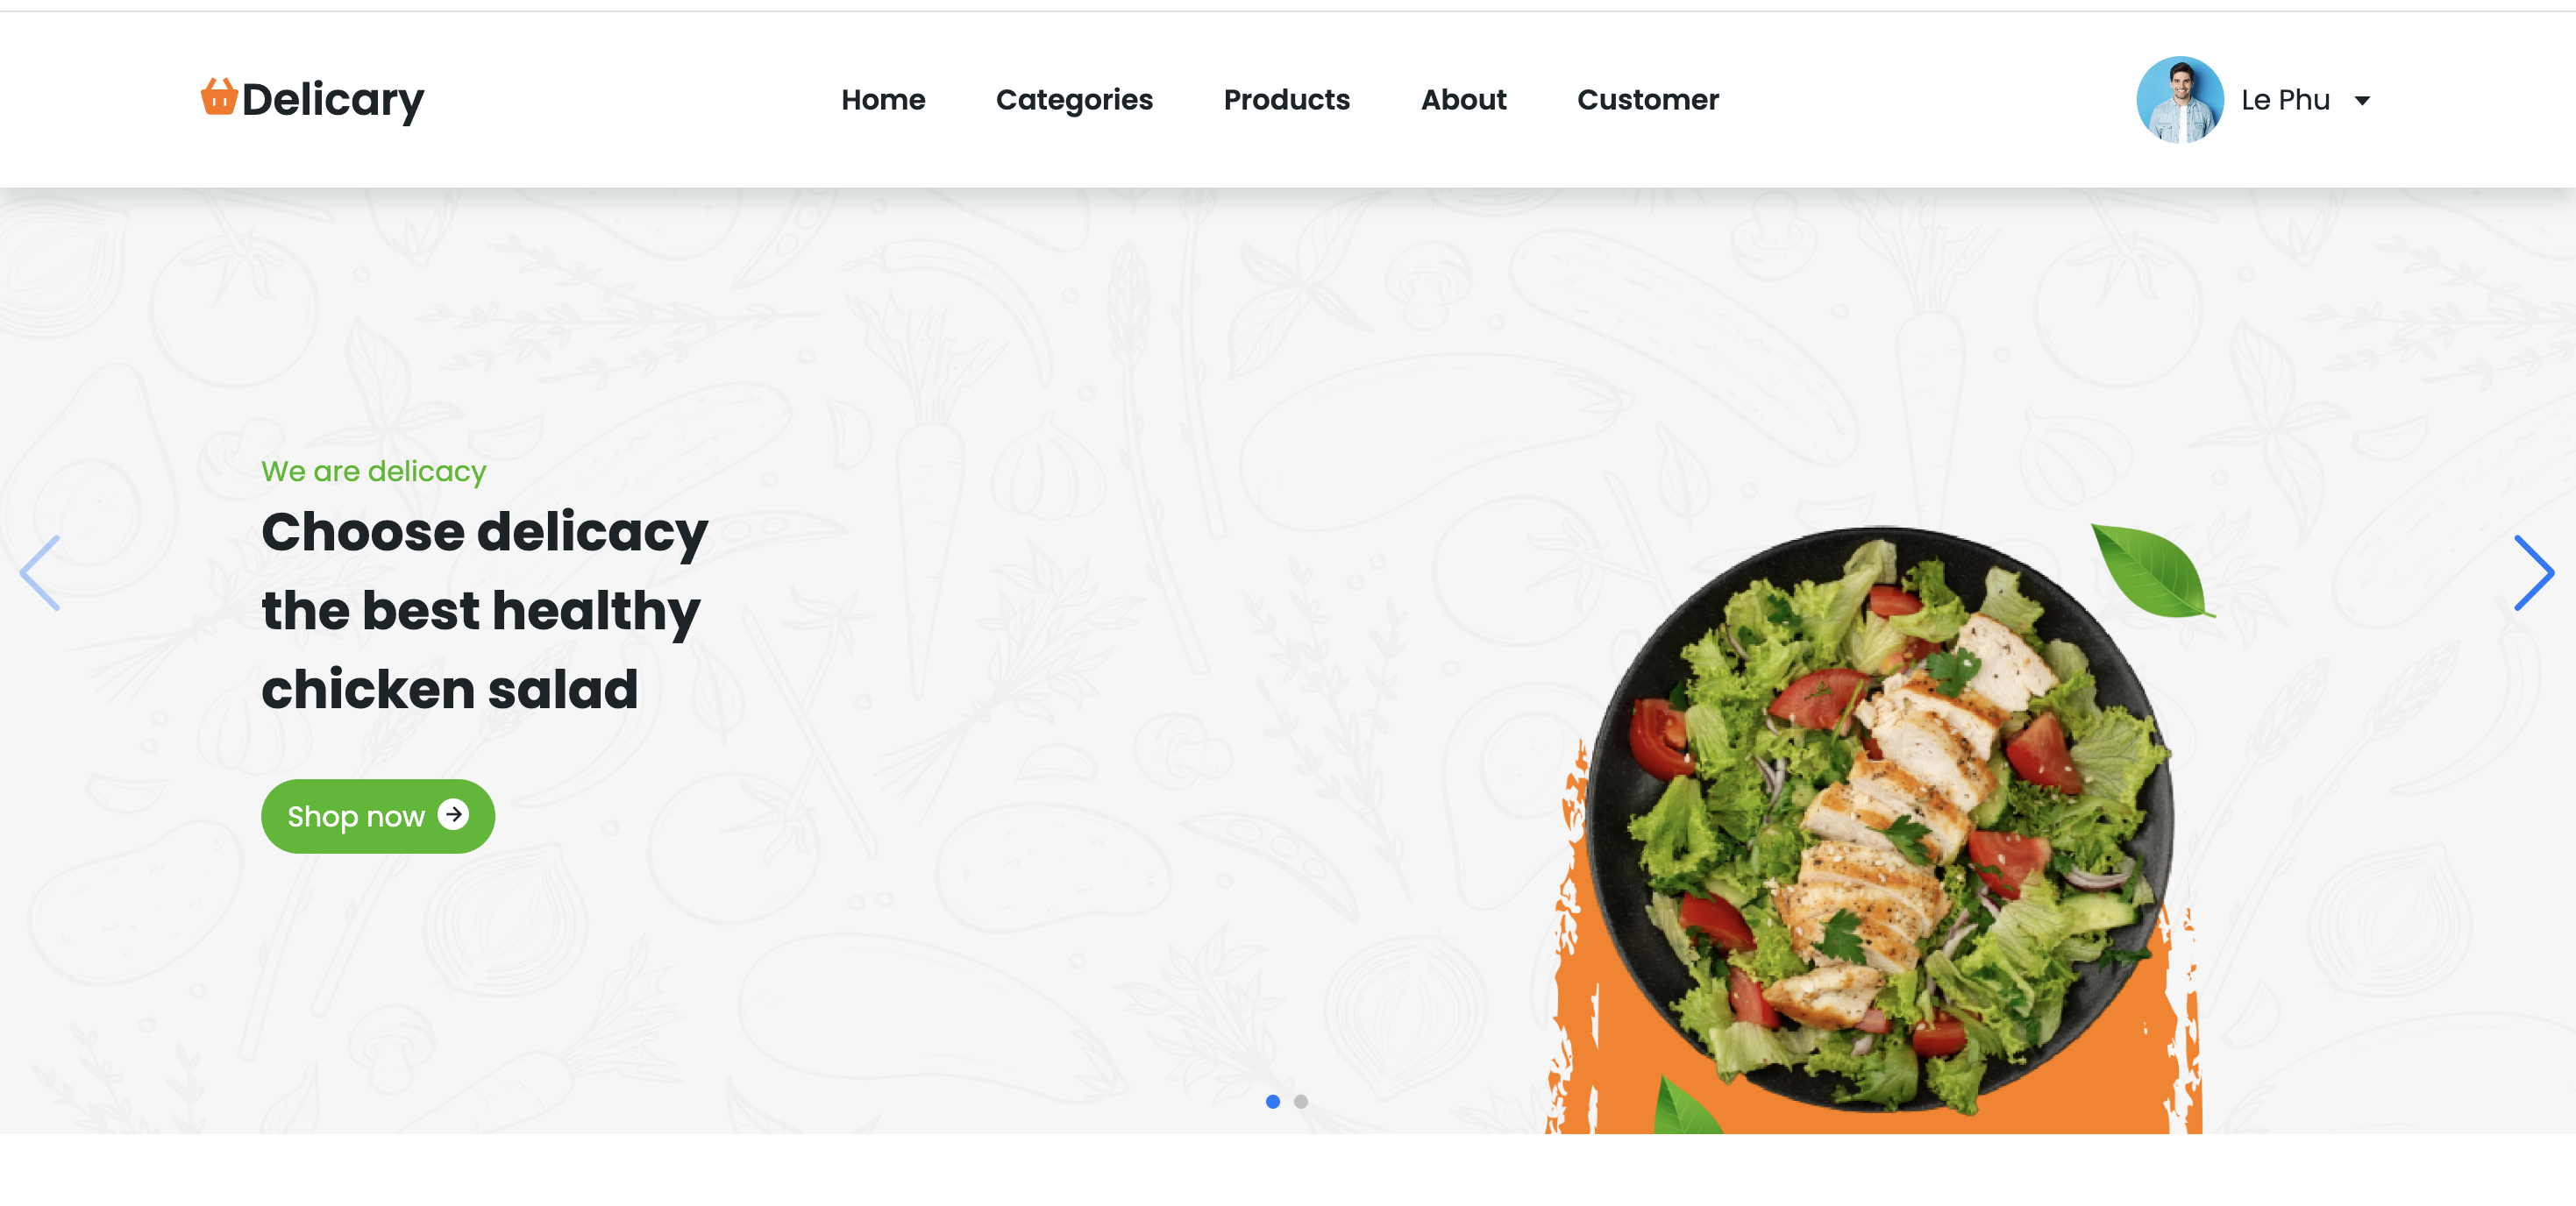 Delicary
Home Categories Products About Customer
Le Phu
We are delicacy
Choose delicacy
the best healthy
chicken salad
Shop now